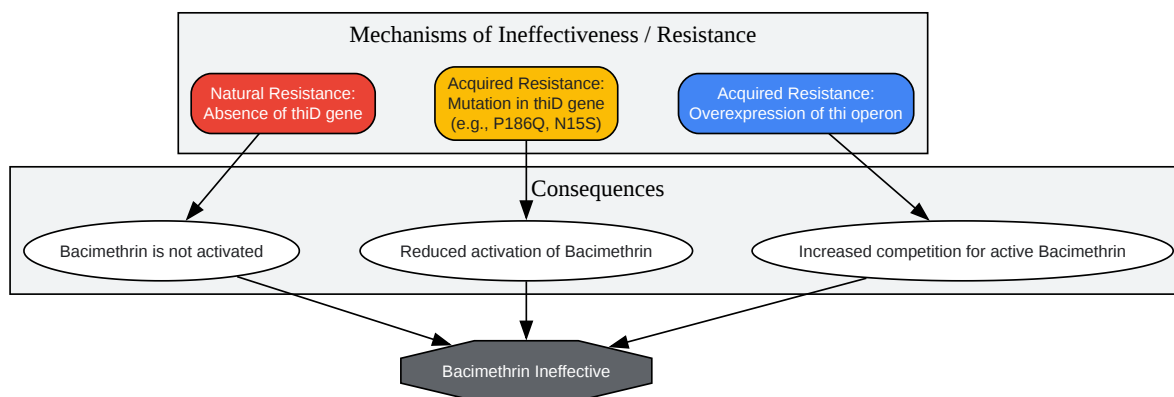 Mechanisms of Ineffectiveness / Resistance
Natural Resistance:
Absence of thiD gene
Acquired Resistance:
Mutation in thiD gene
(e.g., P186Q, N15S)
Acquired Resistance:
Overexpression of thi operon
Consequences
Bacimethrin is not activated
Reduced activation of Bacimethrin
Increased competition for active Bacimethrin
Bacimethrin Ineffective